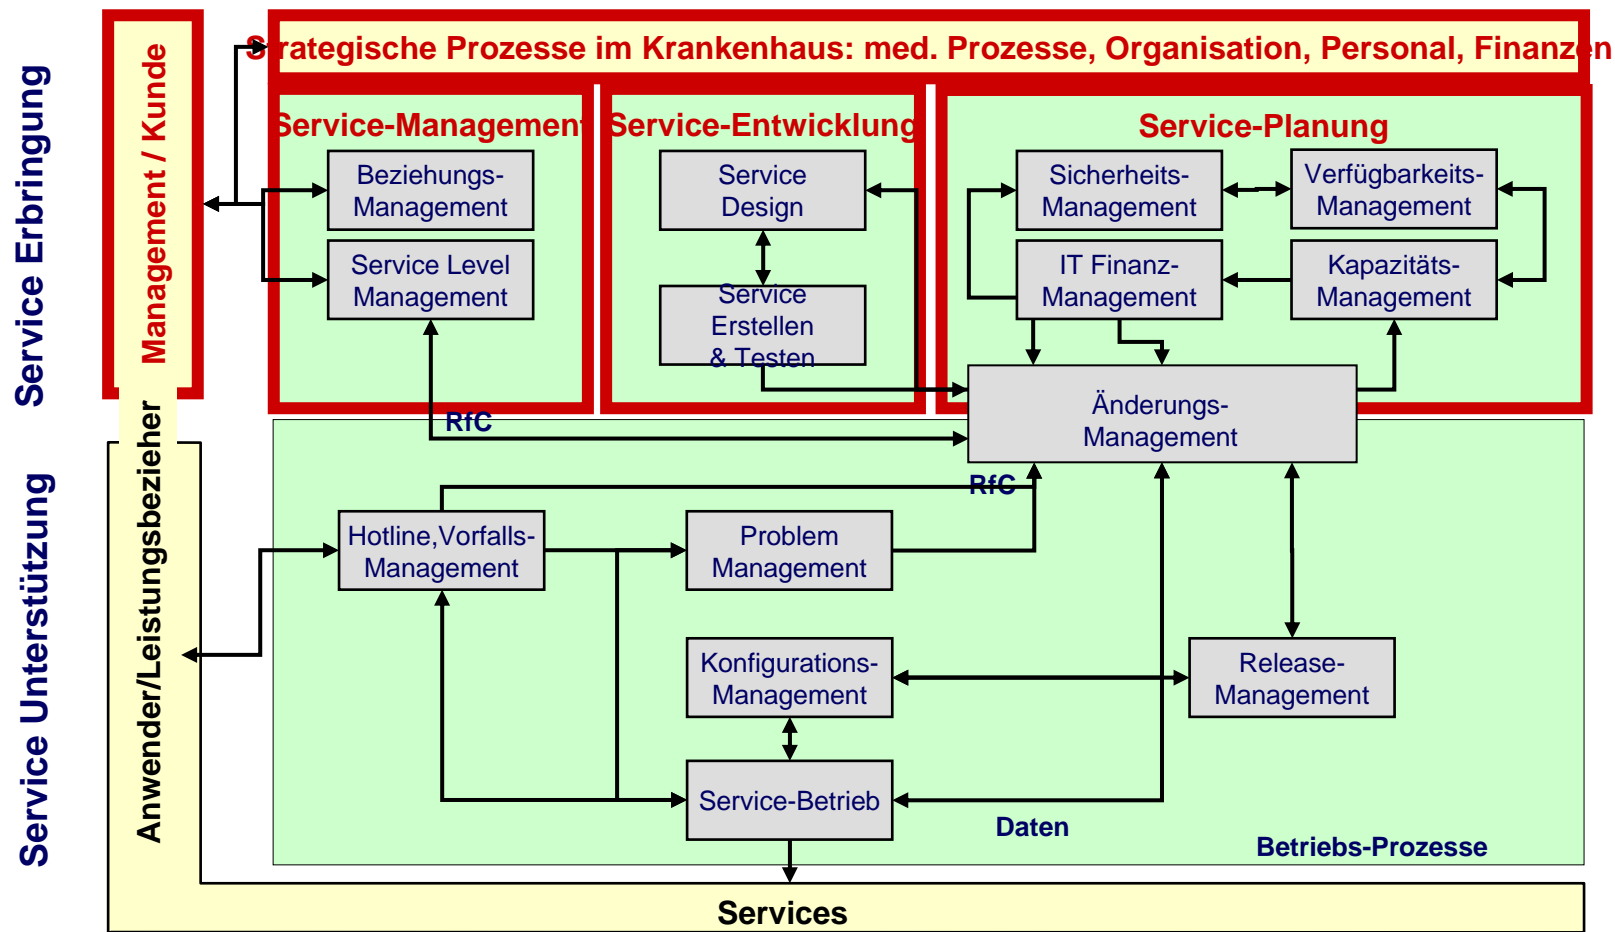 Strategische Prozesse im Krankenhaus: med. Prozesse, Organisation, Personal, Finanzen
Service Erbringung
Management / Kunde
Service-Management
Beziehungs-
Management
Service Level
Management
Service-Entwicklung
Service
Design
Service
Erstellen
& Testen
Service-Planung
Sicherheits-
Management
Verfügbarkeits-
Management
IT Finanz-
Management
Kapazitäts-
Management
Änderungs-
Management
RfC
RfC
Service Unterstützung
Anwender/Leistungsbezieher
Hotline,Vorfalls-
Management
Problem
Management
Konfigurations-
Management
Release-
Management
Service-Betrieb
Daten
Betriebs-Prozesse
Services